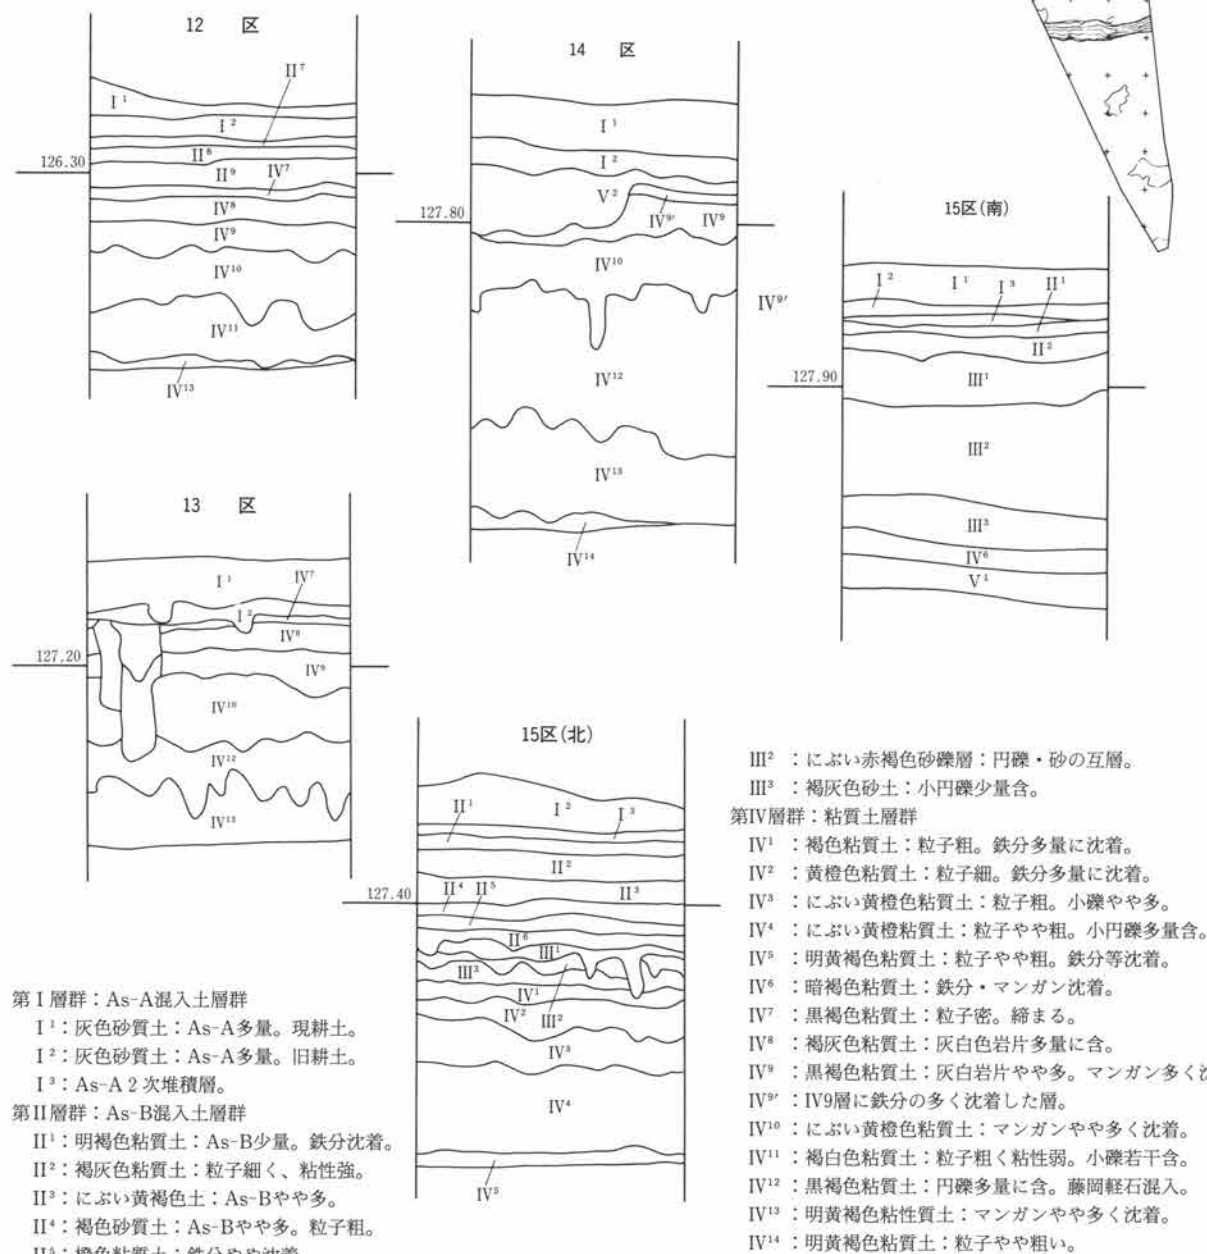 12 区
II⁷
I¹
I²
II⁸
126.30
II⁹
IV⁷
IV⁸
IV⁹
IV¹⁰
IV¹¹
IV¹³
14 区
I¹
I²
V²
127.80
IV⁹′
IV⁹
IV¹⁰
IV⁹′
IV¹²
IV¹³
IV¹⁴
15区(南)
I²
I¹
I³
II¹
II²
III¹
127.90
III²
III³
IV⁶
V¹
13 区
I¹
IV⁷
I²
IV⁸
127.20
IV⁹
IV¹⁰
IV¹²
IV¹³
15区(北)
II¹
I²
I³
II²
127.40
II⁴
II⁵
II³
II⁶
III¹
III³
IV¹
IV²
III²
IV³
IV⁴
IV⁵
第I層群：As-A混入土層群
I¹：灰色砂質土：As-A多量。現耕土。
I²：灰色砂質土：As-A多量。旧耕土。
I³：As-A 2次堆積層。
第II層群：As-B混入土層群
II¹：明褐色粘質土：As-B少量。鉄分沈着。
II²：褐灰色粘質土：粒子細く、粘性強。
II³：にぶい黄褐色土：As-Bやや多。
II⁴：褐色砂質土：As-Bやや多。粒子粗。
II⁵：橙色粘質土：鉄分やや沈着
III²：にぶい赤褐色砂礫層：円礫・砂の互層。
III³：褐灰色砂土：小円礫少量含。
第IV層群：粘質土層群
IV¹：褐色粘質土：粒子粗。鉄分多量に沈着。
IV²：黄橙色粘質土：粒子細。鉄分多量に沈着。
IV³：にぶい黄橙色粘質土：粒子粗。小礫やや多。
IV⁴：にぶい黄橙粘質土：粒子やや粗。小円礫多量含。
IV⁵：明黄褐色粘質土：粒子やや粗。鉄分等沈着。
IV⁶：暗褐色粘質土：鉄分・マンガン沈着。
IV⁷：黒褐色粘質土：粒子密。締まる。
IV⁸：褐灰色粘質土：灰白色岩片多量に含。
IV⁹：黒褐色粘質土：灰白岩片やや多。マンガン多く
IV⁹′：IV9層に鉄分の多く沈着した層。
IV¹⁰：にぶい黄橙色粘質土：マンガンやや多く沈着。
IV¹¹：褐白色粘質土：粒子粗く粘性弱。小礫若干含。
IV¹²：黒褐色粘質土：円礫多量に含。藤岡軽石混入。
IV¹³：明黄褐色粘性質土：マンガンやや多く沈着。
IV¹⁴：明黄褐色粘質土：粒子やや粗い。